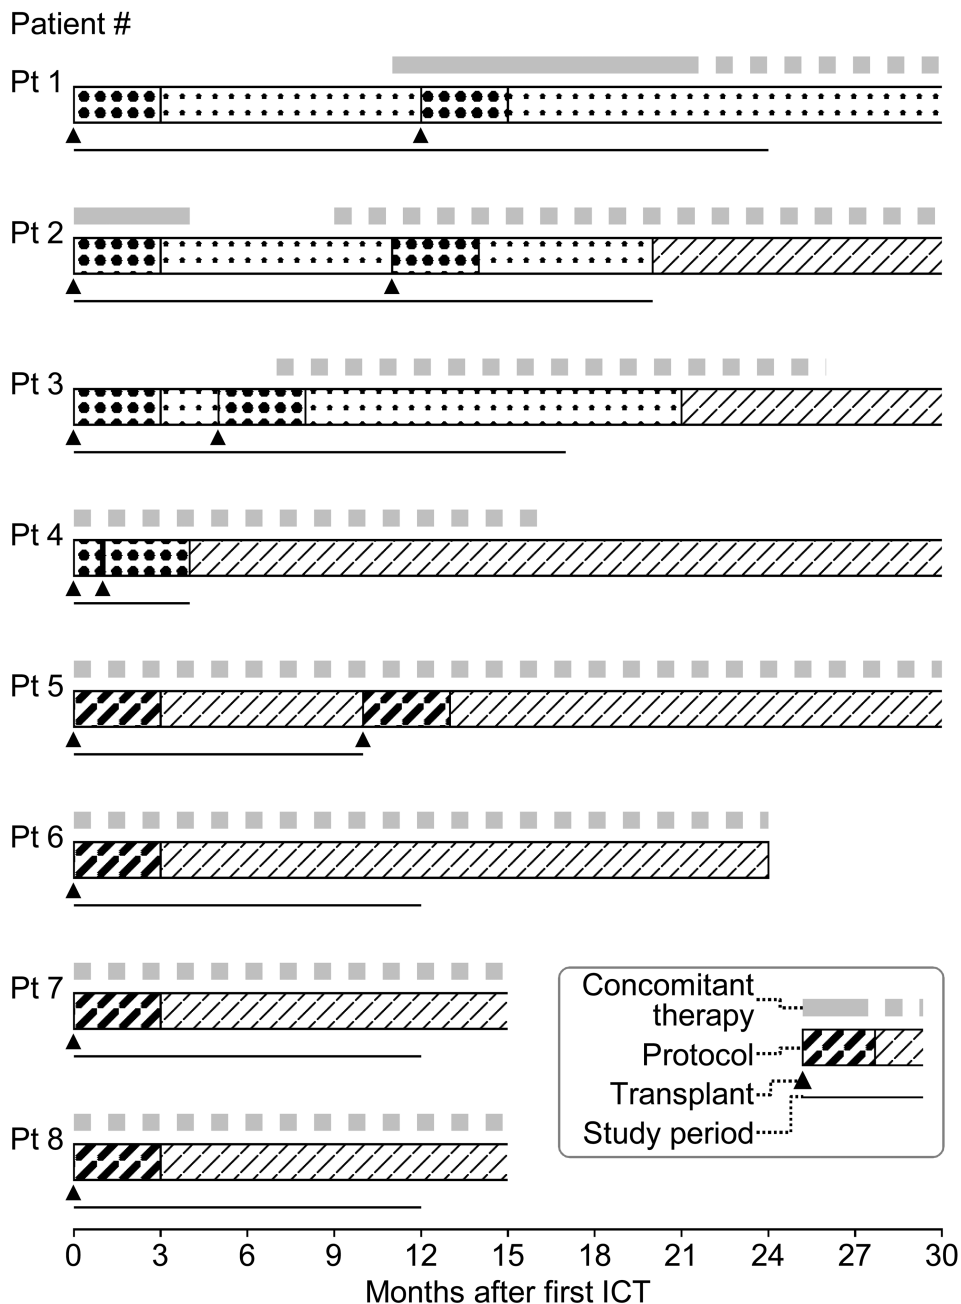 Patient #
Pt 1
Pt 2
Pt 3
Pt 4
Pt 5
Pt 6
Pt 7
Pt 8
Concomitant
therapy
Protocol
Transplant
Study period
0 3 6 9 12 15 18 21 24 27 30
Months after first ICT